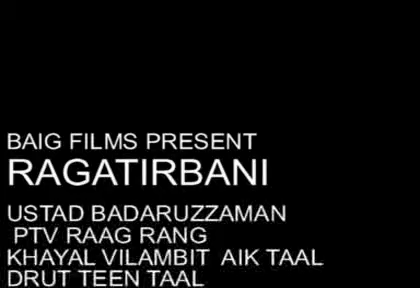 BAIG FILMS PRESENT
RAGATIRBANI
USTAD BADARUZZAMAN
PTV RAAG RANG
KHAYAL VILAMBIT AIK TAAL
DRUT TEEN TAAL